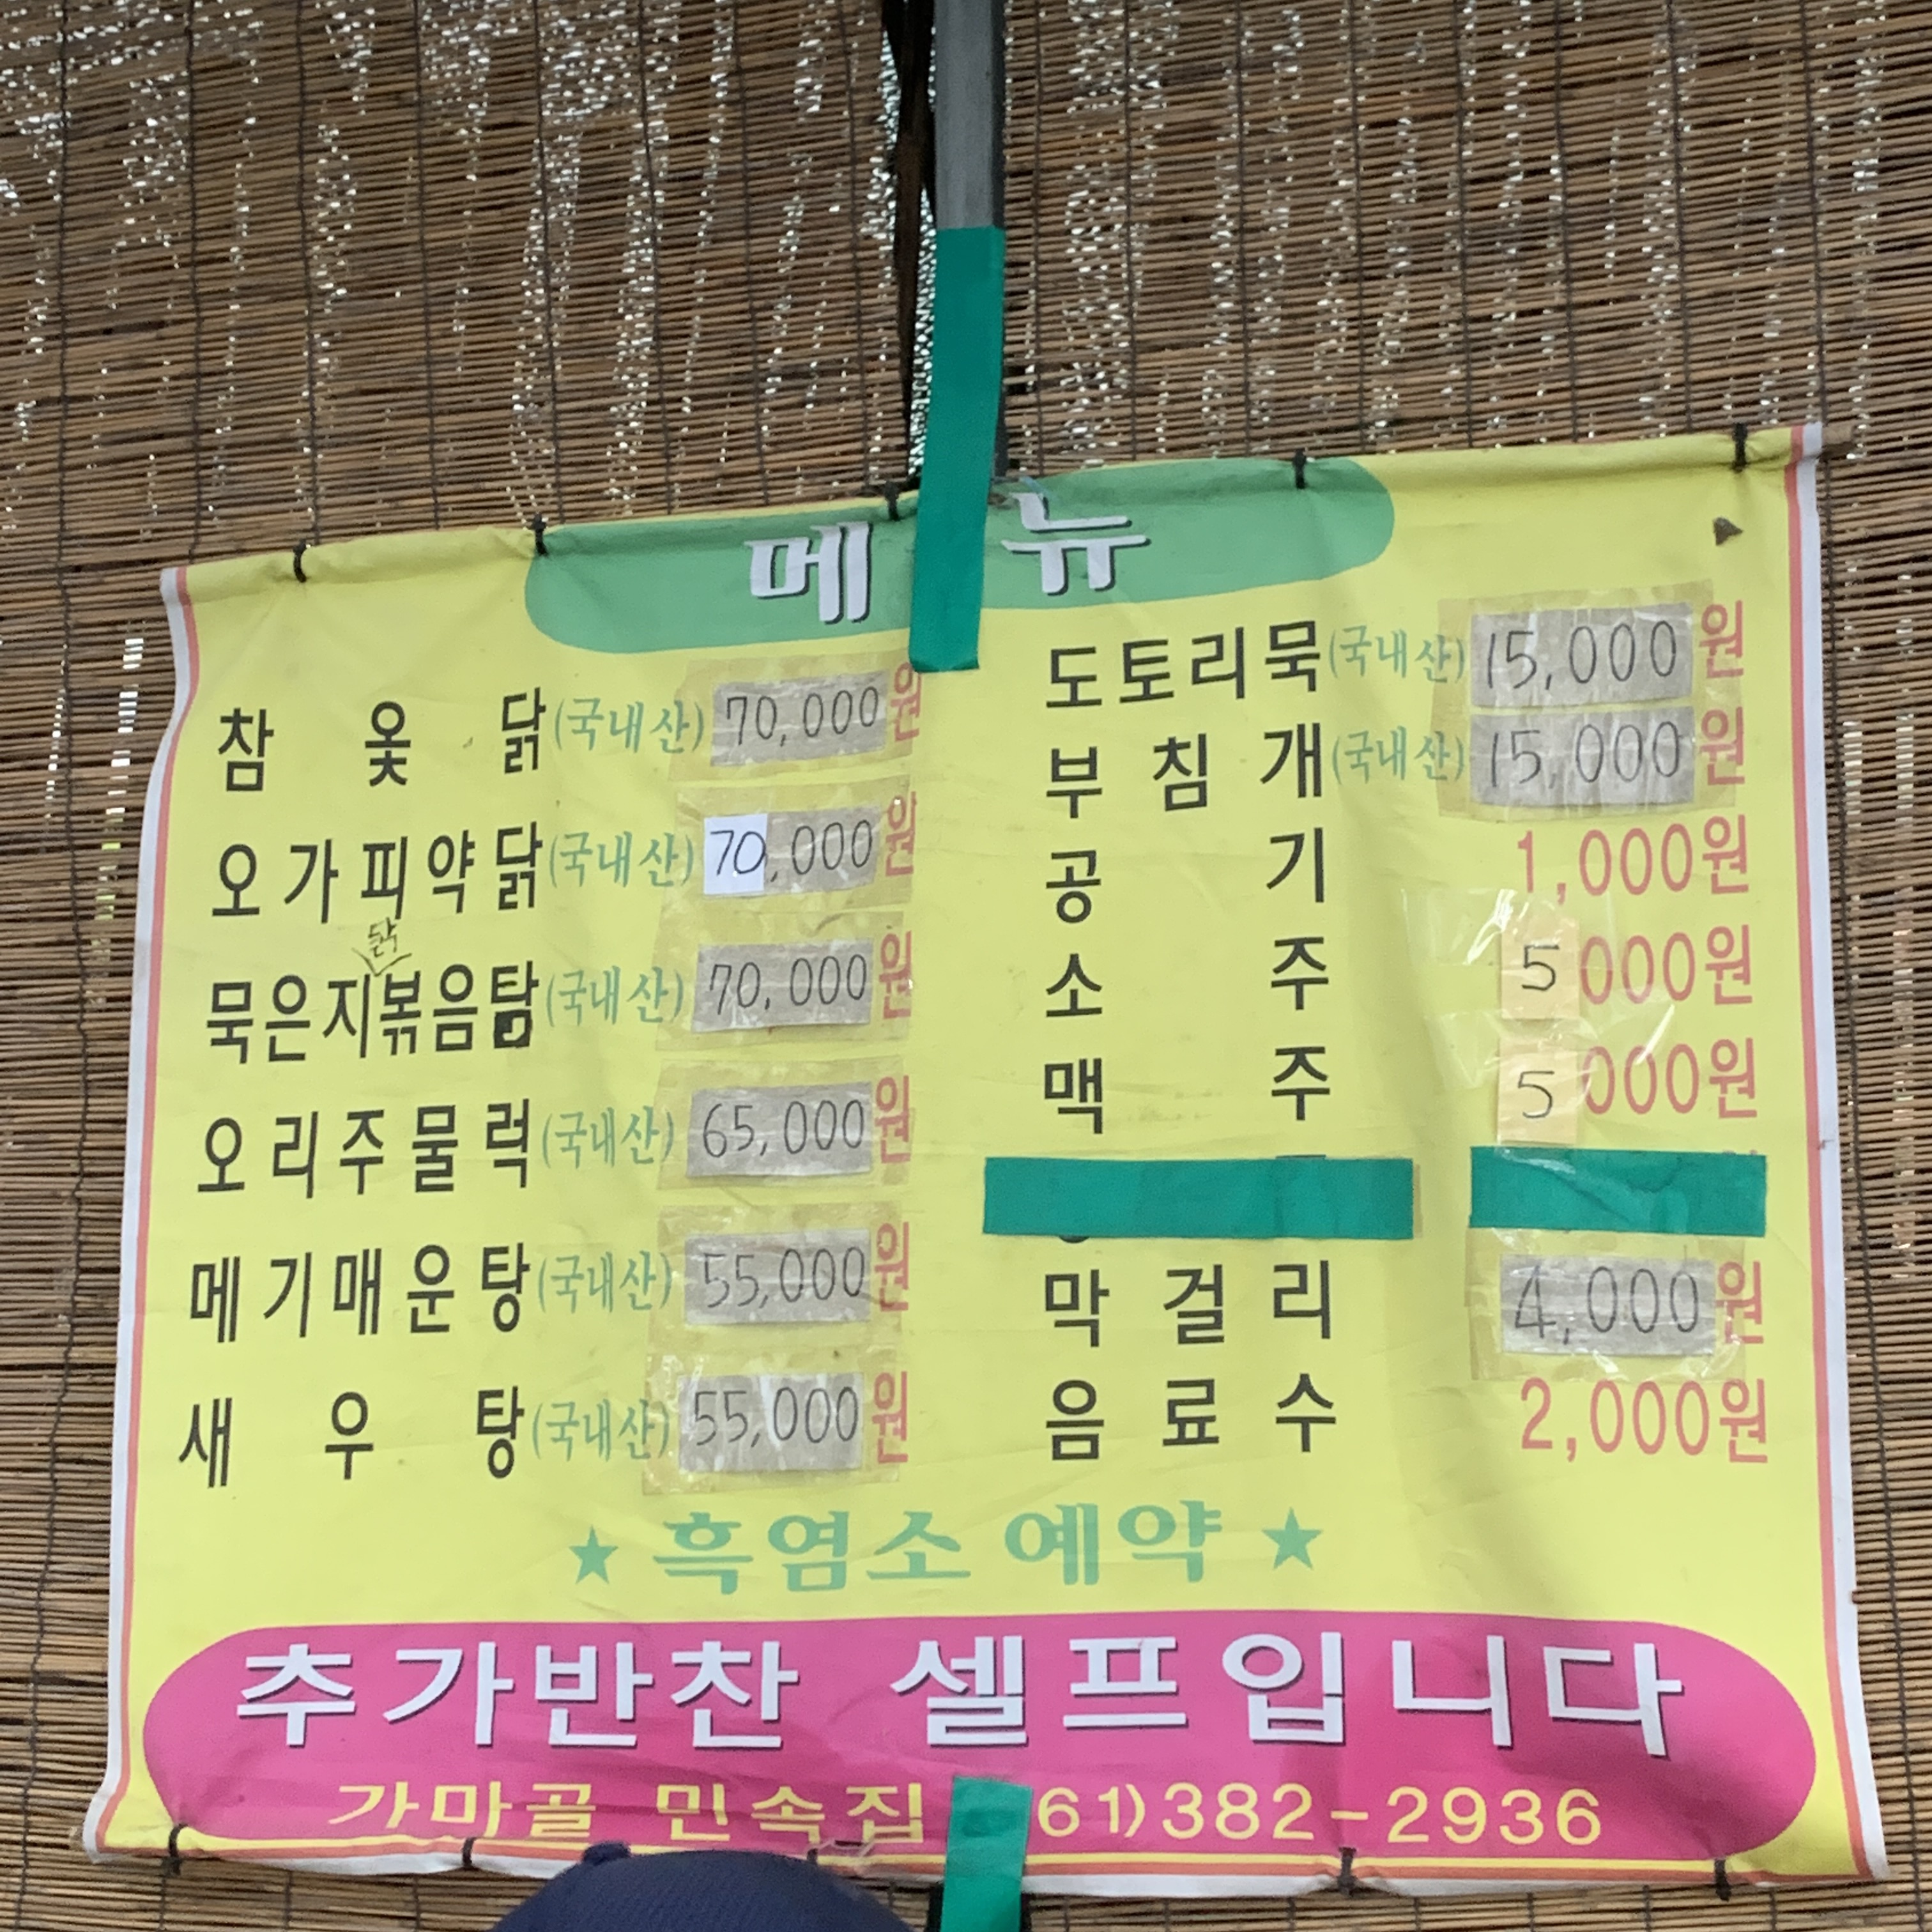 메뉴
참 옻 닭 (국내산) 70,000원
오가피약닭 (국내산) 70,000원
닭
묵은지볶음탕 (국내산) 70,000원
오리주물럭 (국내산) 65,000원
메기매운탕 (국내산) 55,000원
새 우 탕 (국내산) 55,000원
도토리묵 (국내산) 15,000원
부 침 개 (국내산) 15,000원
공 기 1,000원
소 주 5 000원
맥 주 5 000원
막 걸 리 4,000원
음 료 수 2,000원
★ 흑염소 예약 ★
추가반찬 셀프입니다
가마골 민속집 61)382-2936